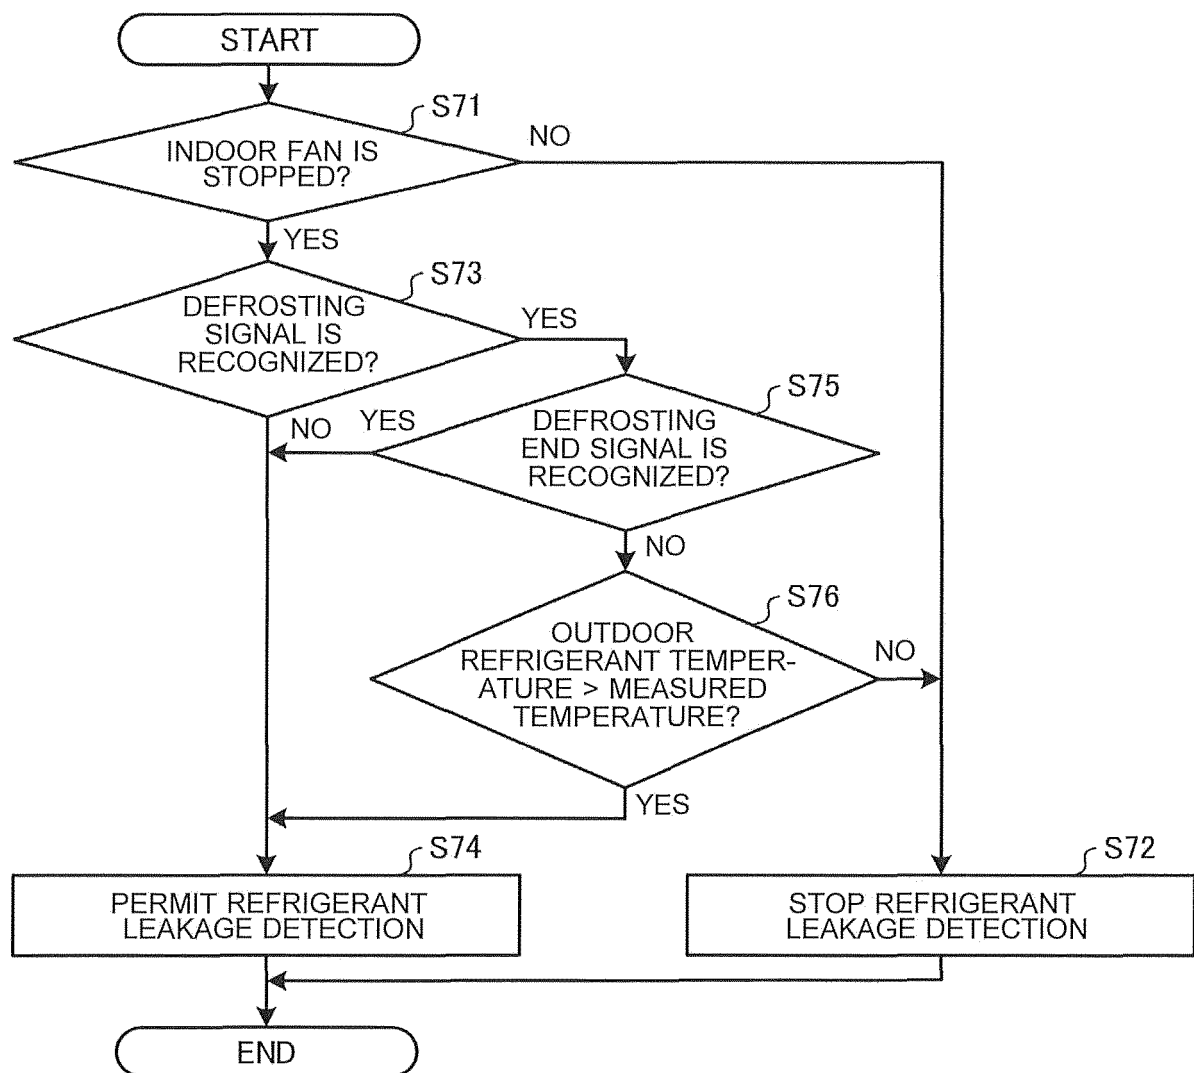 START
S71
NO
INDOOR FAN IS
STOPPED?
YES
S73
DEFROSTING
SIGNAL IS
RECOGNIZED?
YES
S75
NO
YES
DEFROSTING
END SIGNAL IS
RECOGNIZED?
NO
S76
OUTDOOR
REFRIGERANT TEMPER-
ATURE > MEASURED
TEMPERATURE?
NO
YES
S74
PERMIT REFRIGERANT
LEAKAGE DETECTION
S72
STOP REFRIGERANT
LEAKAGE DETECTION
END